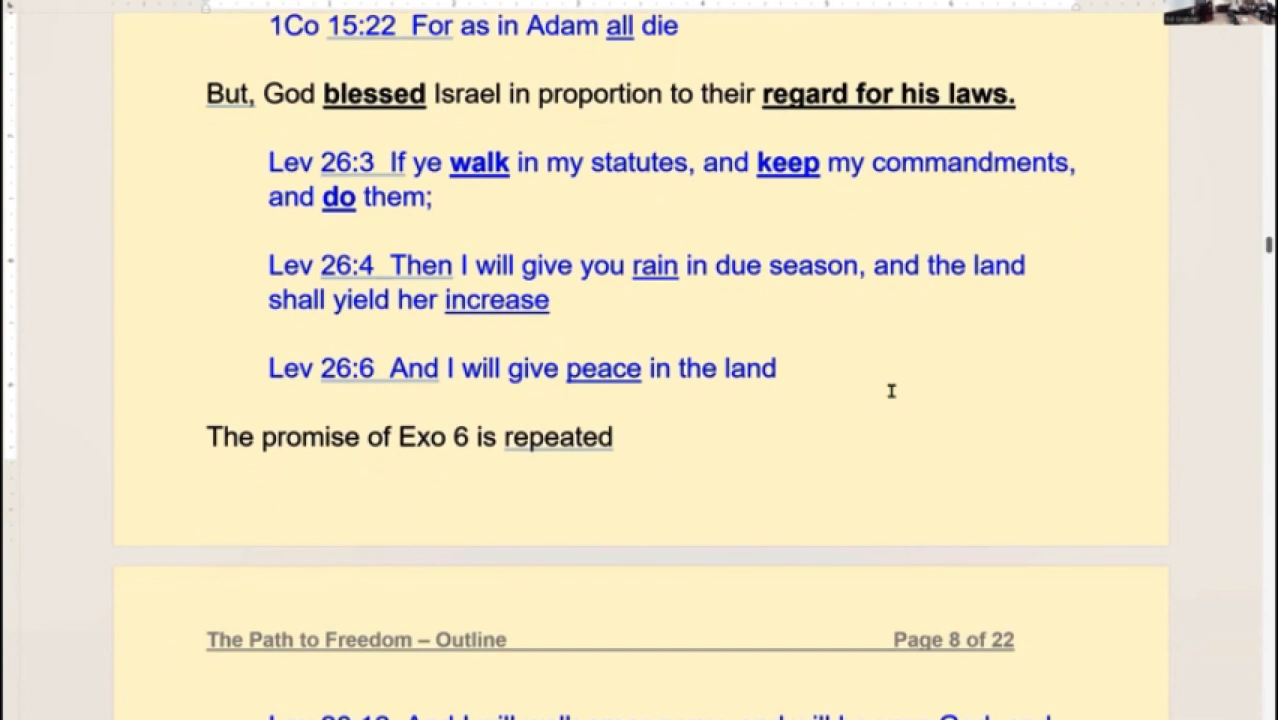 1Co 15:22 For as in Adam all die
But, God blessed Israel in proportion to their regard for his laws.
Lev 26:3 If ye walk in my statutes, and keep my commandments,
and do them;
Lev 26:4 Then I will give you rain in due season, and the land
shall yield her increase
Lev 26:6 And I will give peace in the land
The promise of Exo 6 is repeated
The Path to Freedom – Outline Page 8 of 22